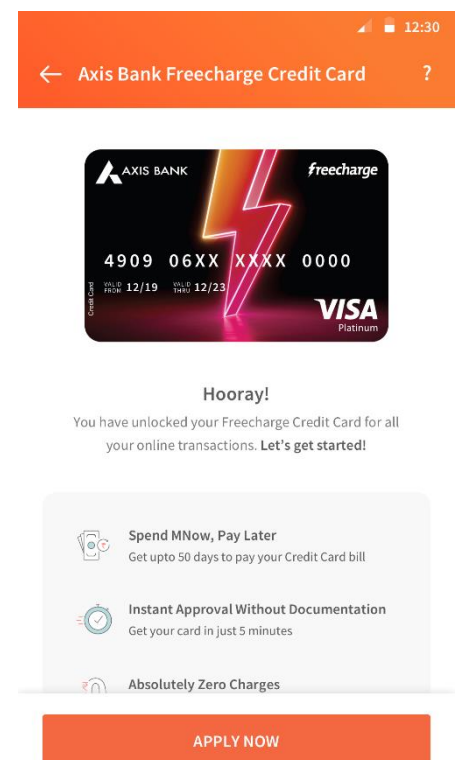 12:30
← Axis Bank Freecharge Credit Card ?
AXIS BANK freecharge
4909 06XX XXXX 0000
Credit Card
VALID FROM 12/19 VALID THRU 12/23
VISA
Platinum
Hooray!
You have unlocked your Freecharge Credit Card for all
your online transactions. Let's get started!
Spend MNow, Pay Later
Get upto 50 days to pay your Credit Card bill
Instant Approval Without Documentation
Get your card in just 5 minutes
₹0
Absolutely Zero Charges
APPLY NOW